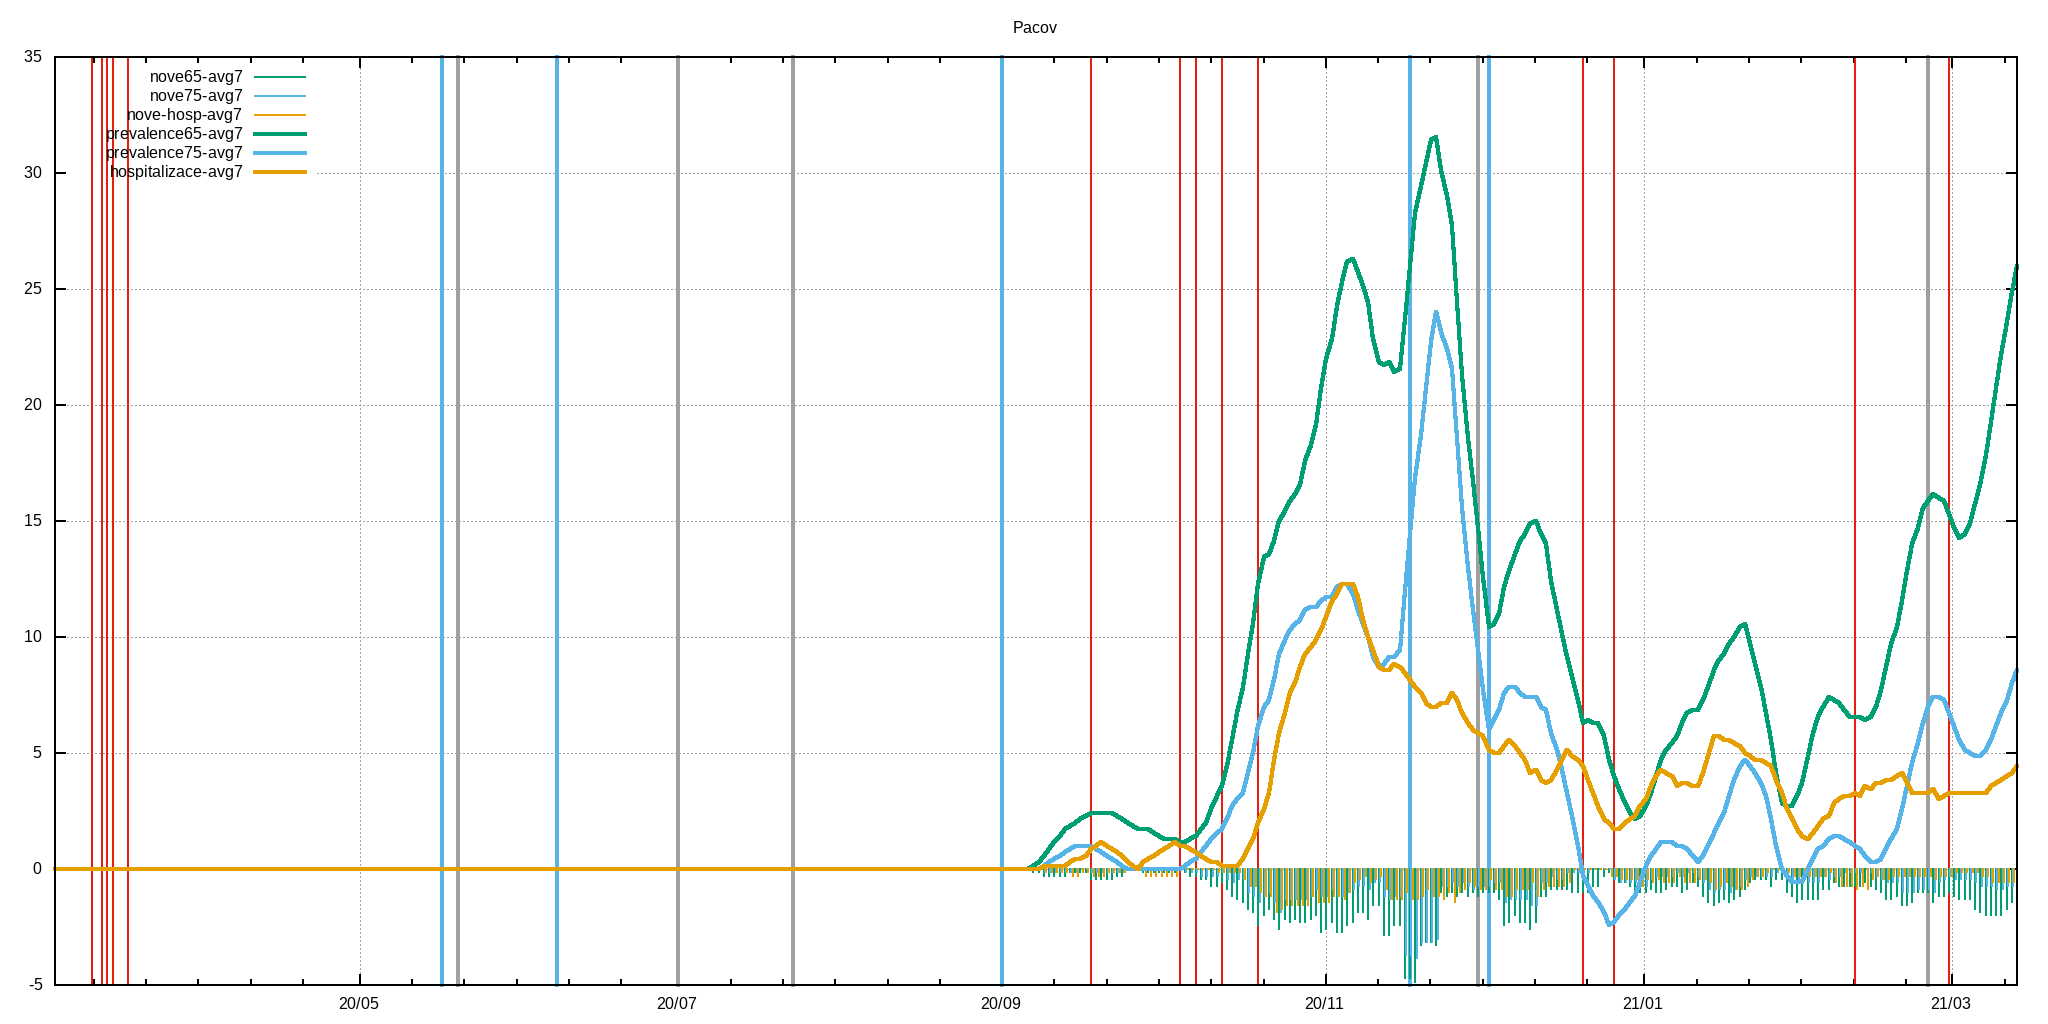 Pacov
35
30
25
20
15
10
5
0
-5
nove65-avg7
nove75-avg7
nove-hosp-avg7
prevalence65-avg7
prevalence75-avg7
hospitalizace-avg7
20/05 20/07 20/09 20/11 21/01 21/03